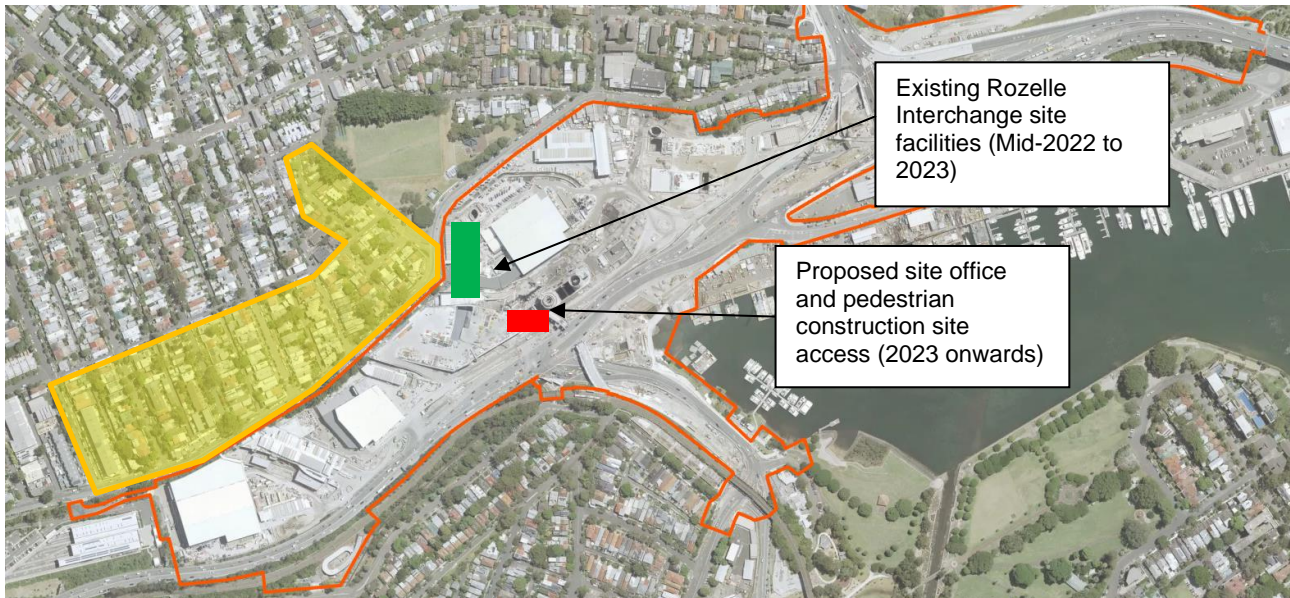 Existing Rozelle
Interchange site
facilities (Mid-2022 to
2023)
Proposed site office
and pedestrian
construction site
access (2023 onwards)